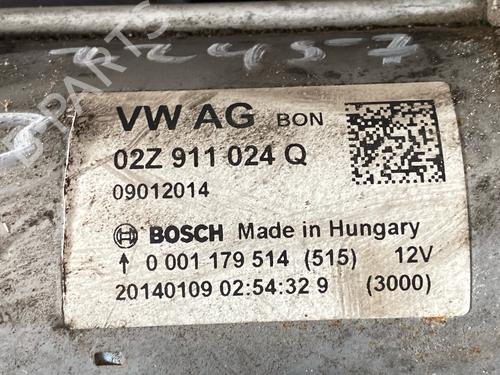 VW AG BON
02Z 911 024 Q
09012014
BOSCH Made in Hungary
↑ 0 001 179 514 (515) 12V
20140109 02:54:32 9 (3000)